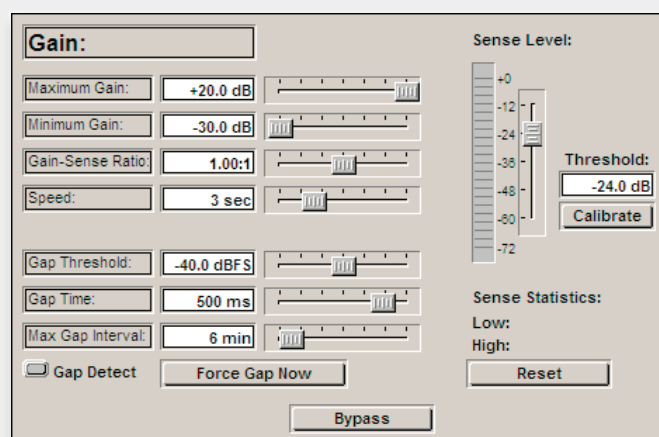 Gain:
Maximum Gain: +20.0 dB
Minimum Gain: -30.0 dB
Gain-Sense Ratio: 1.00:1
Speed: 3 sec
Gap Threshold: -40.0 dBFS
Gap Time: 500 ms
Max Gap Interval: 6 min
Gap Detect
Force Gap Now
Bypass
Sense Level:
+0
-12
-24
-36
-48
-60
-72
Threshold:
-24.0 dB
Calibrate
Sense Statistics:
Low:
High:
Reset